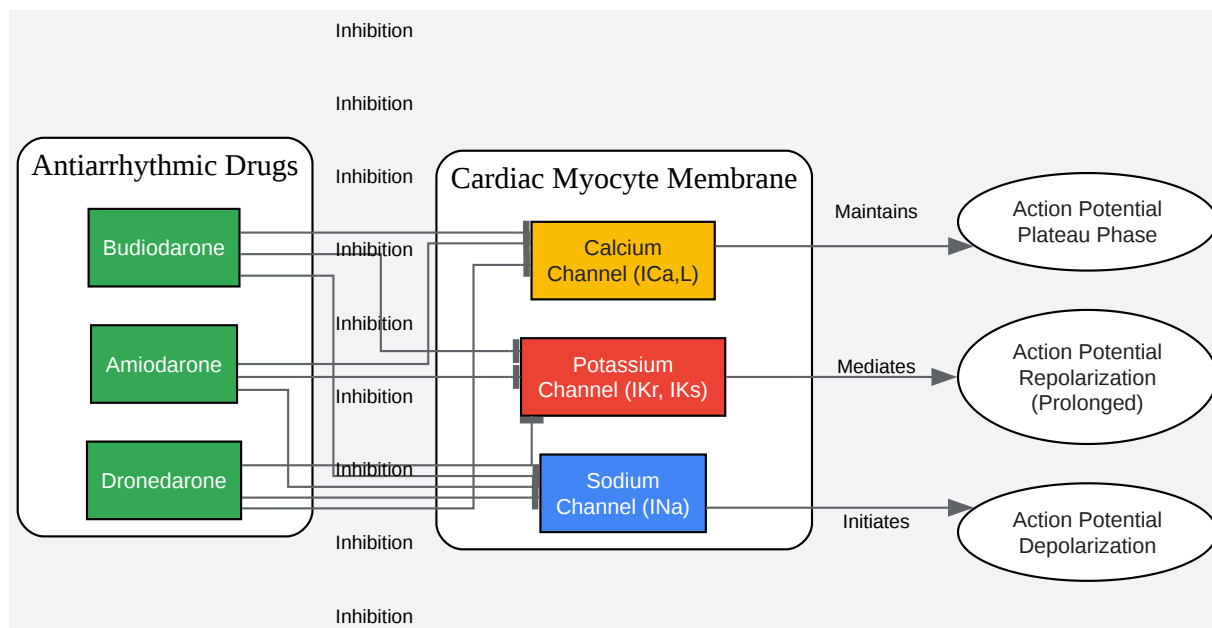 Inhibition
Inhibition
Inhibition
Inhibition
Inhibition
Inhibition
Inhibition
Inhibition
Inhibition
Antiarrhythmic Drugs
Budiodarone
Amiodarone
Dronedarone
Cardiac Myocyte Membrane
Calcium
Channel (ICa,L)
Potassium
Channel (IKr, IKs)
Sodium
Channel (INa)
Maintains
Mediates
Initiates
Action Potential
Plateau Phase
Action Potential
Repolarization
(Prolonged)
Action Potential
Depolarization